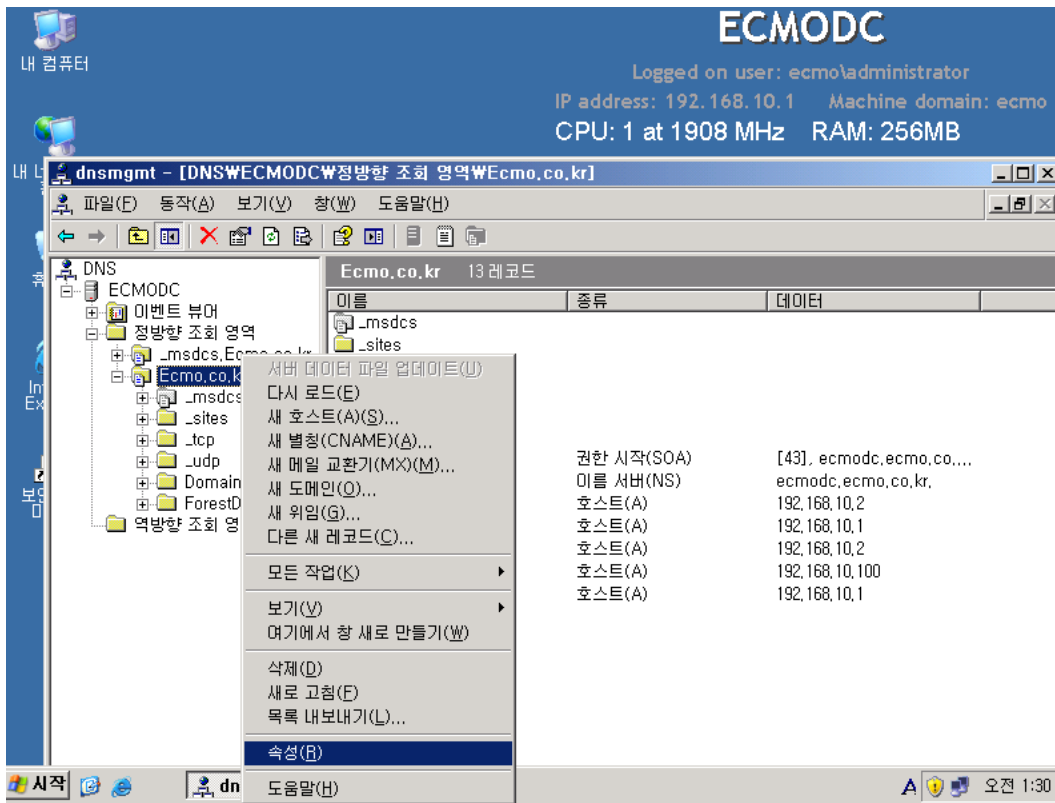 내 컴퓨터
ECMODC
Logged on user: ecmo\administrator
IP address: 192.168.10.1 Machine domain: ecmo
CPU: 1 at 1908 MHz RAM: 256MB
내 L
dnsmgmt - [DNS₩ECMODC₩정방향 조회 영역₩Ecmo.co.kr]
파일(F) 동작(A) 보기(V) 창(W) 도움말(H)
DNS
ECMODC
이벤트 뷰어
정방향 조회 영역
_msdcs.Ecmo.co.kr
Ecmo.co.k
_msdcs
_sites
_tcp
_udp
Domain
ForestD
역방향 조회 영
휴
In
Ex
보안
Ecmo.co.kr 13 레코드
이름 종류 데이터
_msdcs
_sites
권한 시작(SOA) [43], ecmodc.ecmo.co....
이름 서버(NS) ecmodc.ecmo.co.kr.
호스트(A) 192.168.10.2
호스트(A) 192.168.10.1
호스트(A) 192.168.10.2
호스트(A) 192.168.10.100
호스트(A) 192.168.10.1
서버 데이터 파일 업데이트(U)
다시 로드(E)
새 호스트(A)(S)...
새 별칭(CNAME)(A)...
새 메일 교환기(MX)(M)...
새 도메인(O)...
새 위임(G)...
다른 새 레코드(C)...
모든 작업(K)
보기(V)
여기에서 창 새로 만들기(W)
삭제(D)
새로 고침(F)
목록 내보내기(L)...
속성(R)
도움말(H)
시작
dn
A
오전 1:30